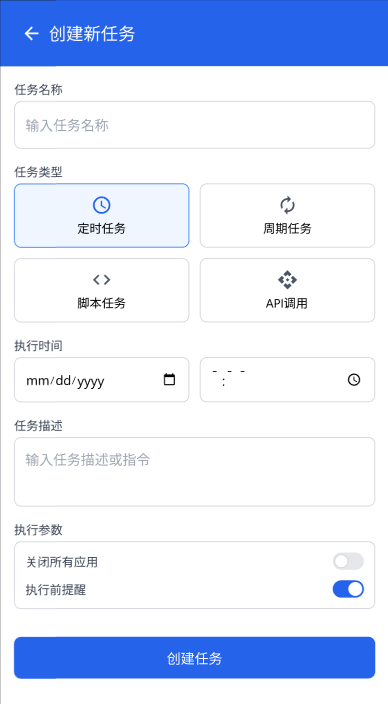 创建新任务
任务名称
输入任务名称
任务类型
定时任务
周期任务
脚本任务
API调用
执行时间
mm/dd/yyyy
--:-- --
任务描述
输入任务描述或指令
执行参数
关闭所有应用
执行前提醒
创建任务